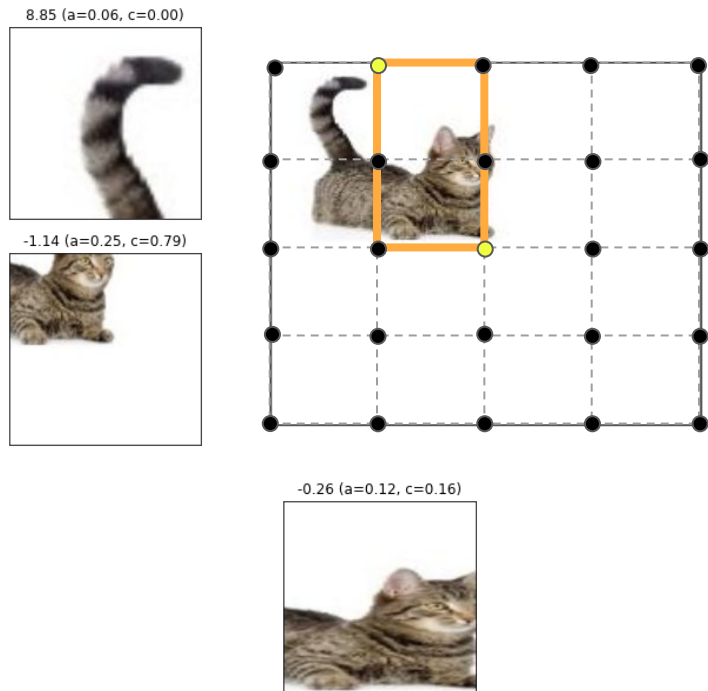 8.85 (a=0.06, c=0.00)
-1.14 (a=0.25, c=0.79)
-0.26 (a=0.12, c=0.16)